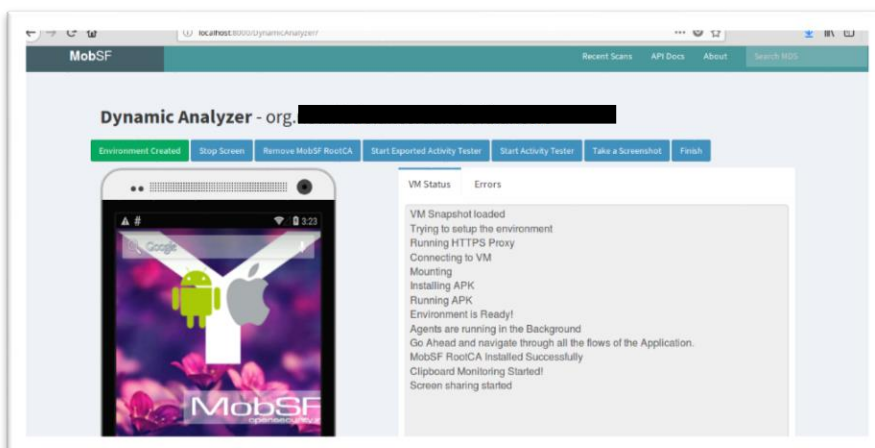 localhost:8000/DynamicAnalyzer/
MobSF
Recent Scans API Docs About Search MD5
Dynamic Analyzer - org.
Environment Created Stop Screen Remove MobSF RootCA Start Exported Activity Tester Start Activity Tester Take a Screenshot Finish
VM Status Errors
VM Snapshot loaded
Trying to setup the environment
Running HTTPS Proxy
Connecting to VM
Mounting
Installing APK
Running APK
Environment is Ready!
Agents are running in the Background
Go Ahead and navigate through all the flows of the Application.
MobSF RootCA Installed Successfully
Clipboard Monitoring Started!
Screen sharing started
# 3:23
Google
MobSF